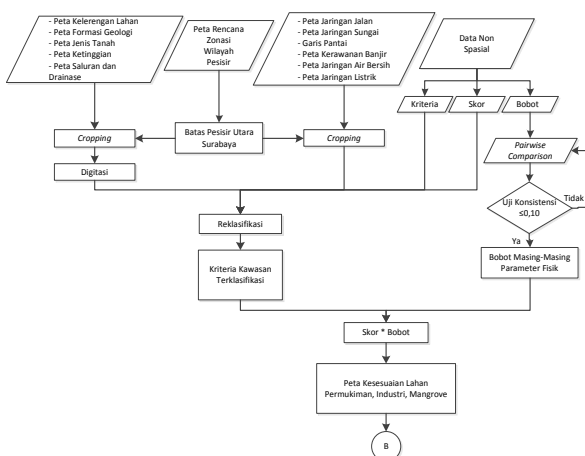 - Peta Kelerengan Lahan
- Peta Formasi Geologi
- Peta Jenis Tanah
- Peta Ketinggian
- Peta Saluran dan
Drainase
Peta Rencana
Zonasi
Wilayah
Pesisir
- Peta Jaringan Jalan
- Peta Jaringan Sungai
- Garis Pantai
- Peta Kerawanan Banjir
- Peta Jaringan Air Bersih
- Peta Jaringan Listrik
Data Non
Spasial
Kriteria
Skor
Bobot
Cropping
Batas Pesisir Utara
Surabaya
Cropping
Pairwise
Comparison
Digitasi
Uji Konsistensi
≤0,10
Tidak
Ya
Reklasifikasi
Bobot Masing-Masing
Parameter Fisik
Kriteria Kawasan
Terklasifikasi
Skor * Bobot
Peta Kesesuaian Lahan
Permukiman, Industri, Mangrove
B